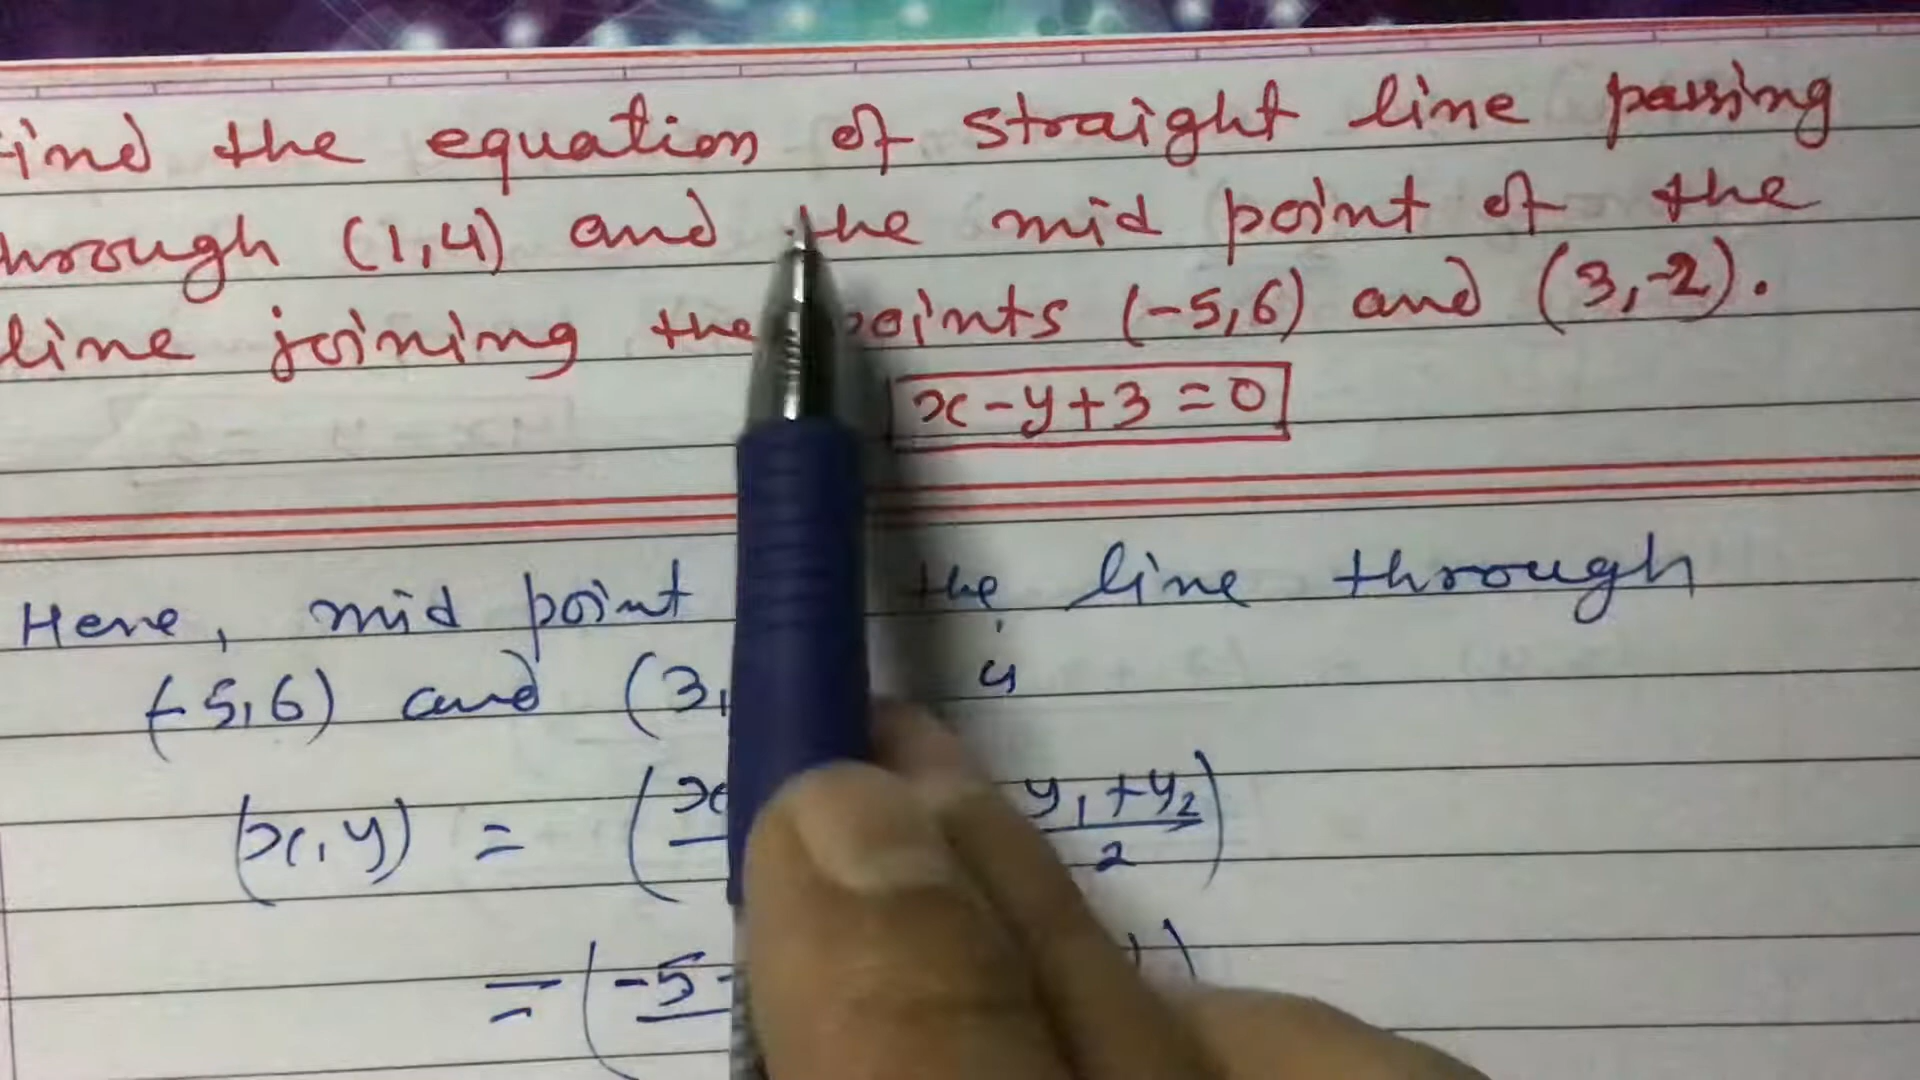 ind the equation of straight line passing
hrough (1,4) and the mid point of the
line joining the points (-5,6) and (3,-2).
x-y+3=0
Here, mid point the line through
(-5,6) and (3,
(x,y) = ( y₁+y₂/2)
= (-5